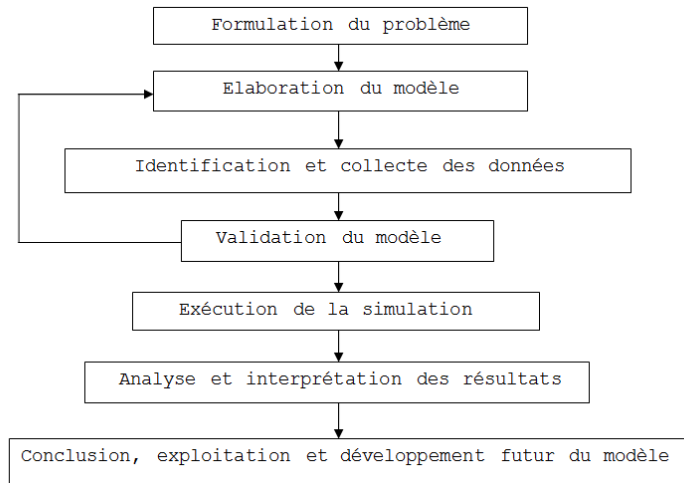 Formulation du problème
Elaboration du modèle
Identification et collecte des données
Validation du modèle
Exécution de la simulation
Analyse et interprétation des résultats
Conclusion, exploitation et développement futur du modèle